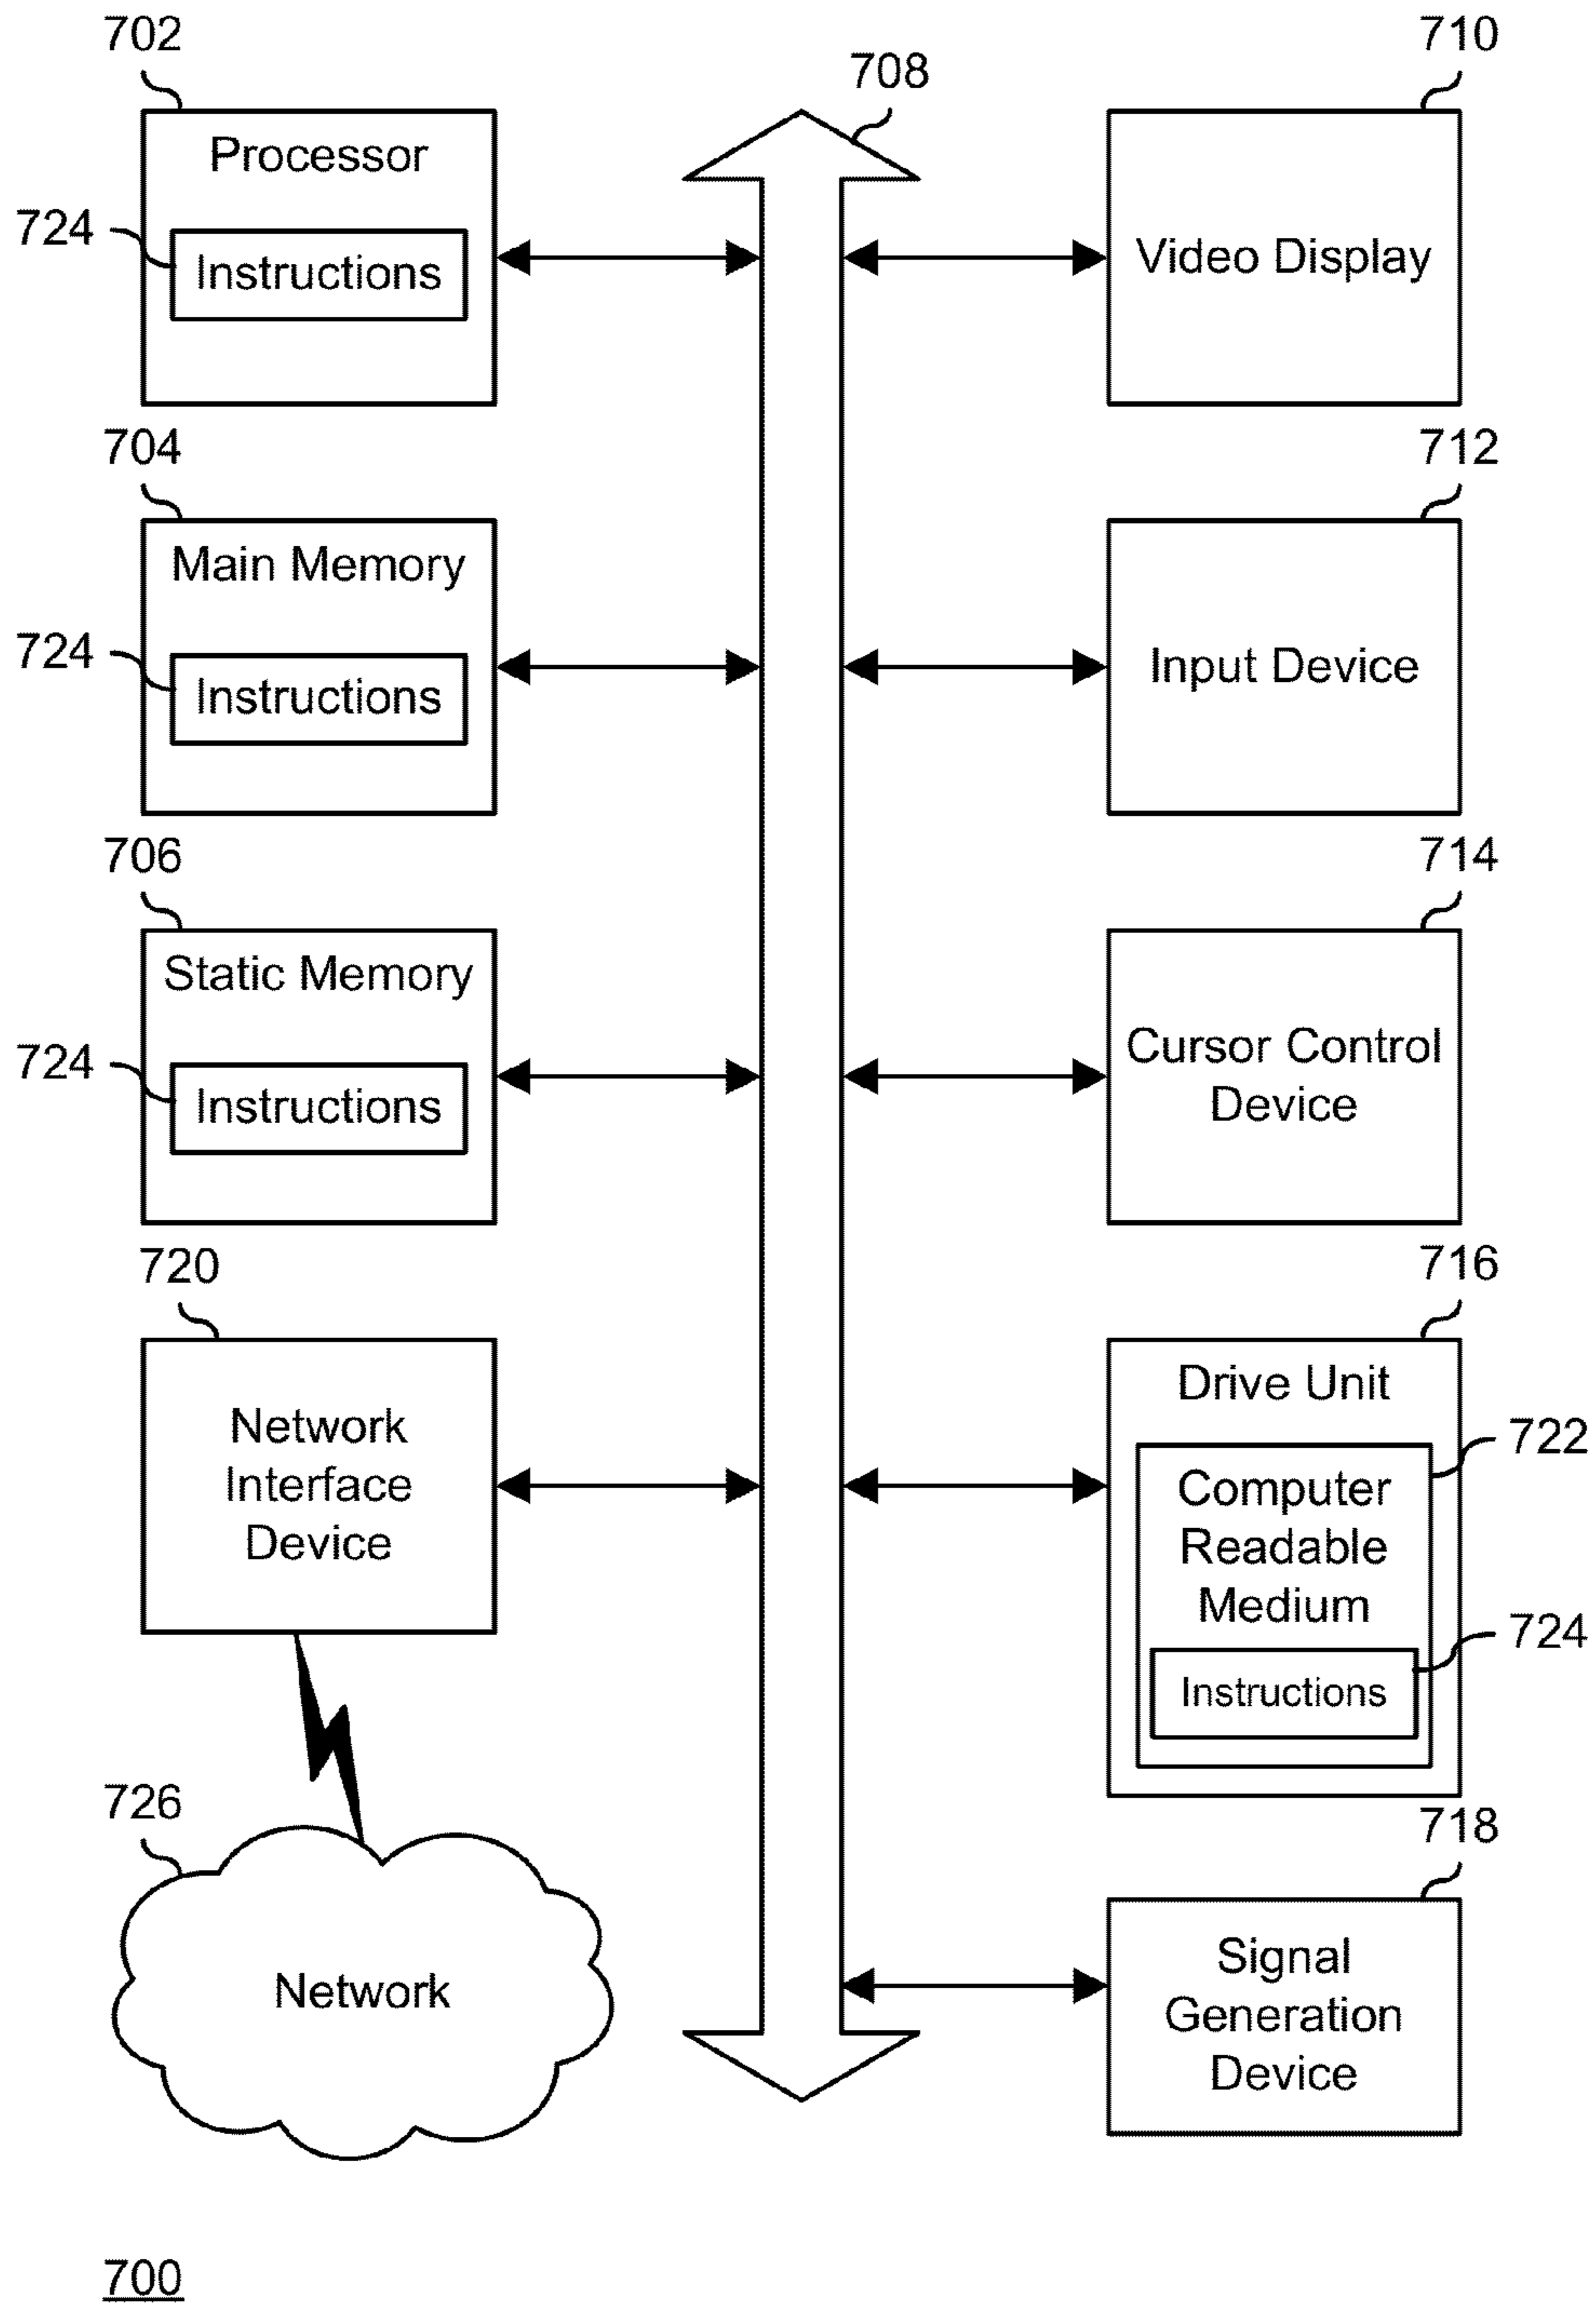 702
Processor
724
Instructions
704
Main Memory
724
Instructions
706
Static Memory
724
Instructions
720
Network
Interface
Device
726
Network
708
710
Video Display
712
Input Device
714
Cursor Control
Device
716
Drive Unit
722
Computer
Readable
Medium
724
Instructions
718
Signal
Generation
Device
700